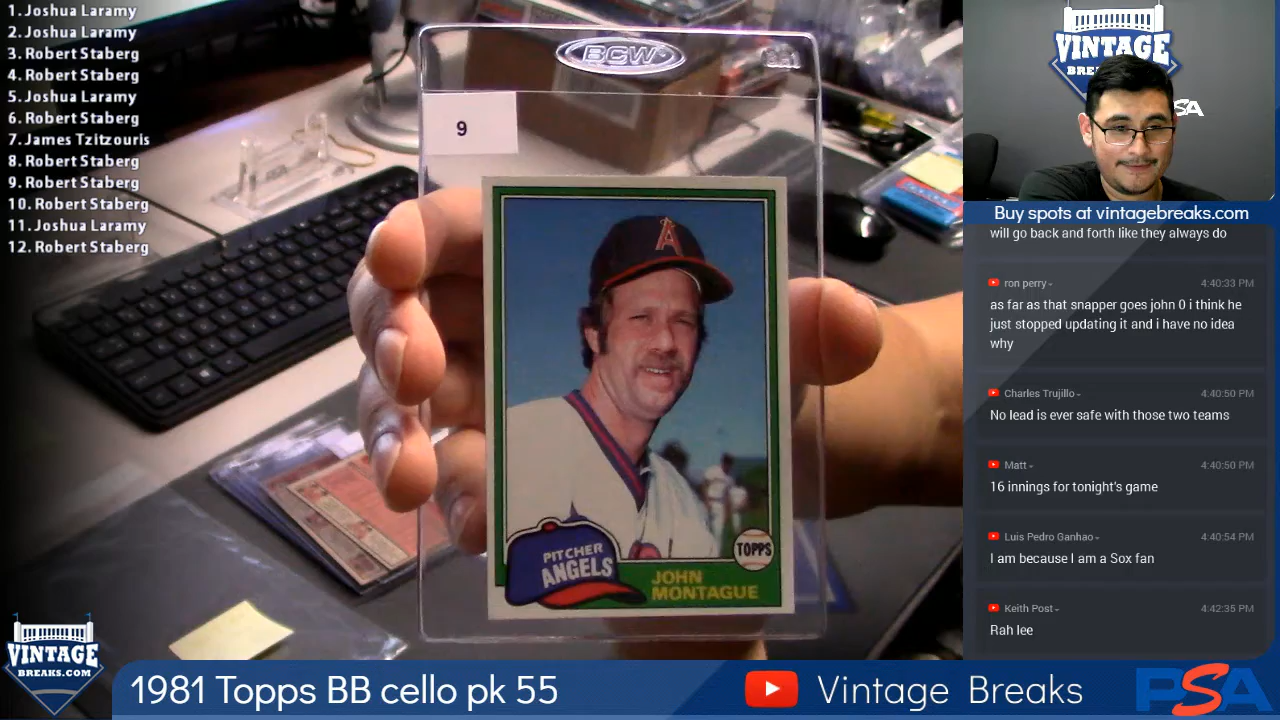 1. Joshua Laramy
2. Joshua Laramy
3. Robert Staberg
4. Robert Staberg
5. Joshua Laramy
6. Robert Staberg
7. James Tzitzouris
8. Robert Staberg
9. Robert Staberg
10. Robert Staberg
11. Joshua Laramy
12. Robert Staberg
BCW
9
A
PITCHER
ANGELS
JOHN
MONTAGUE
TOPPS
VINTAGE
BRE
SA
Buy spots at vintagebreaks.com
will go back and forth like they always do
ron perry
4:40:33 PM
as far as that snapper goes john 0 i think he
just stopped updating it and i have no idea
why
Charles Trujillo
4:40:50 PM
No lead is ever safe with those two teams
Matt
4:40:50 PM
16 innings for tonight's game
Luis Pedro Ganhao
4:40:54 PM
I am because I am a Sox fan
Keith Post
4:42:35 PM
Rah lee
VINTAGE
BREAKS.COM
1981 Topps BB cello pk 55
Vintage Breaks
PSA